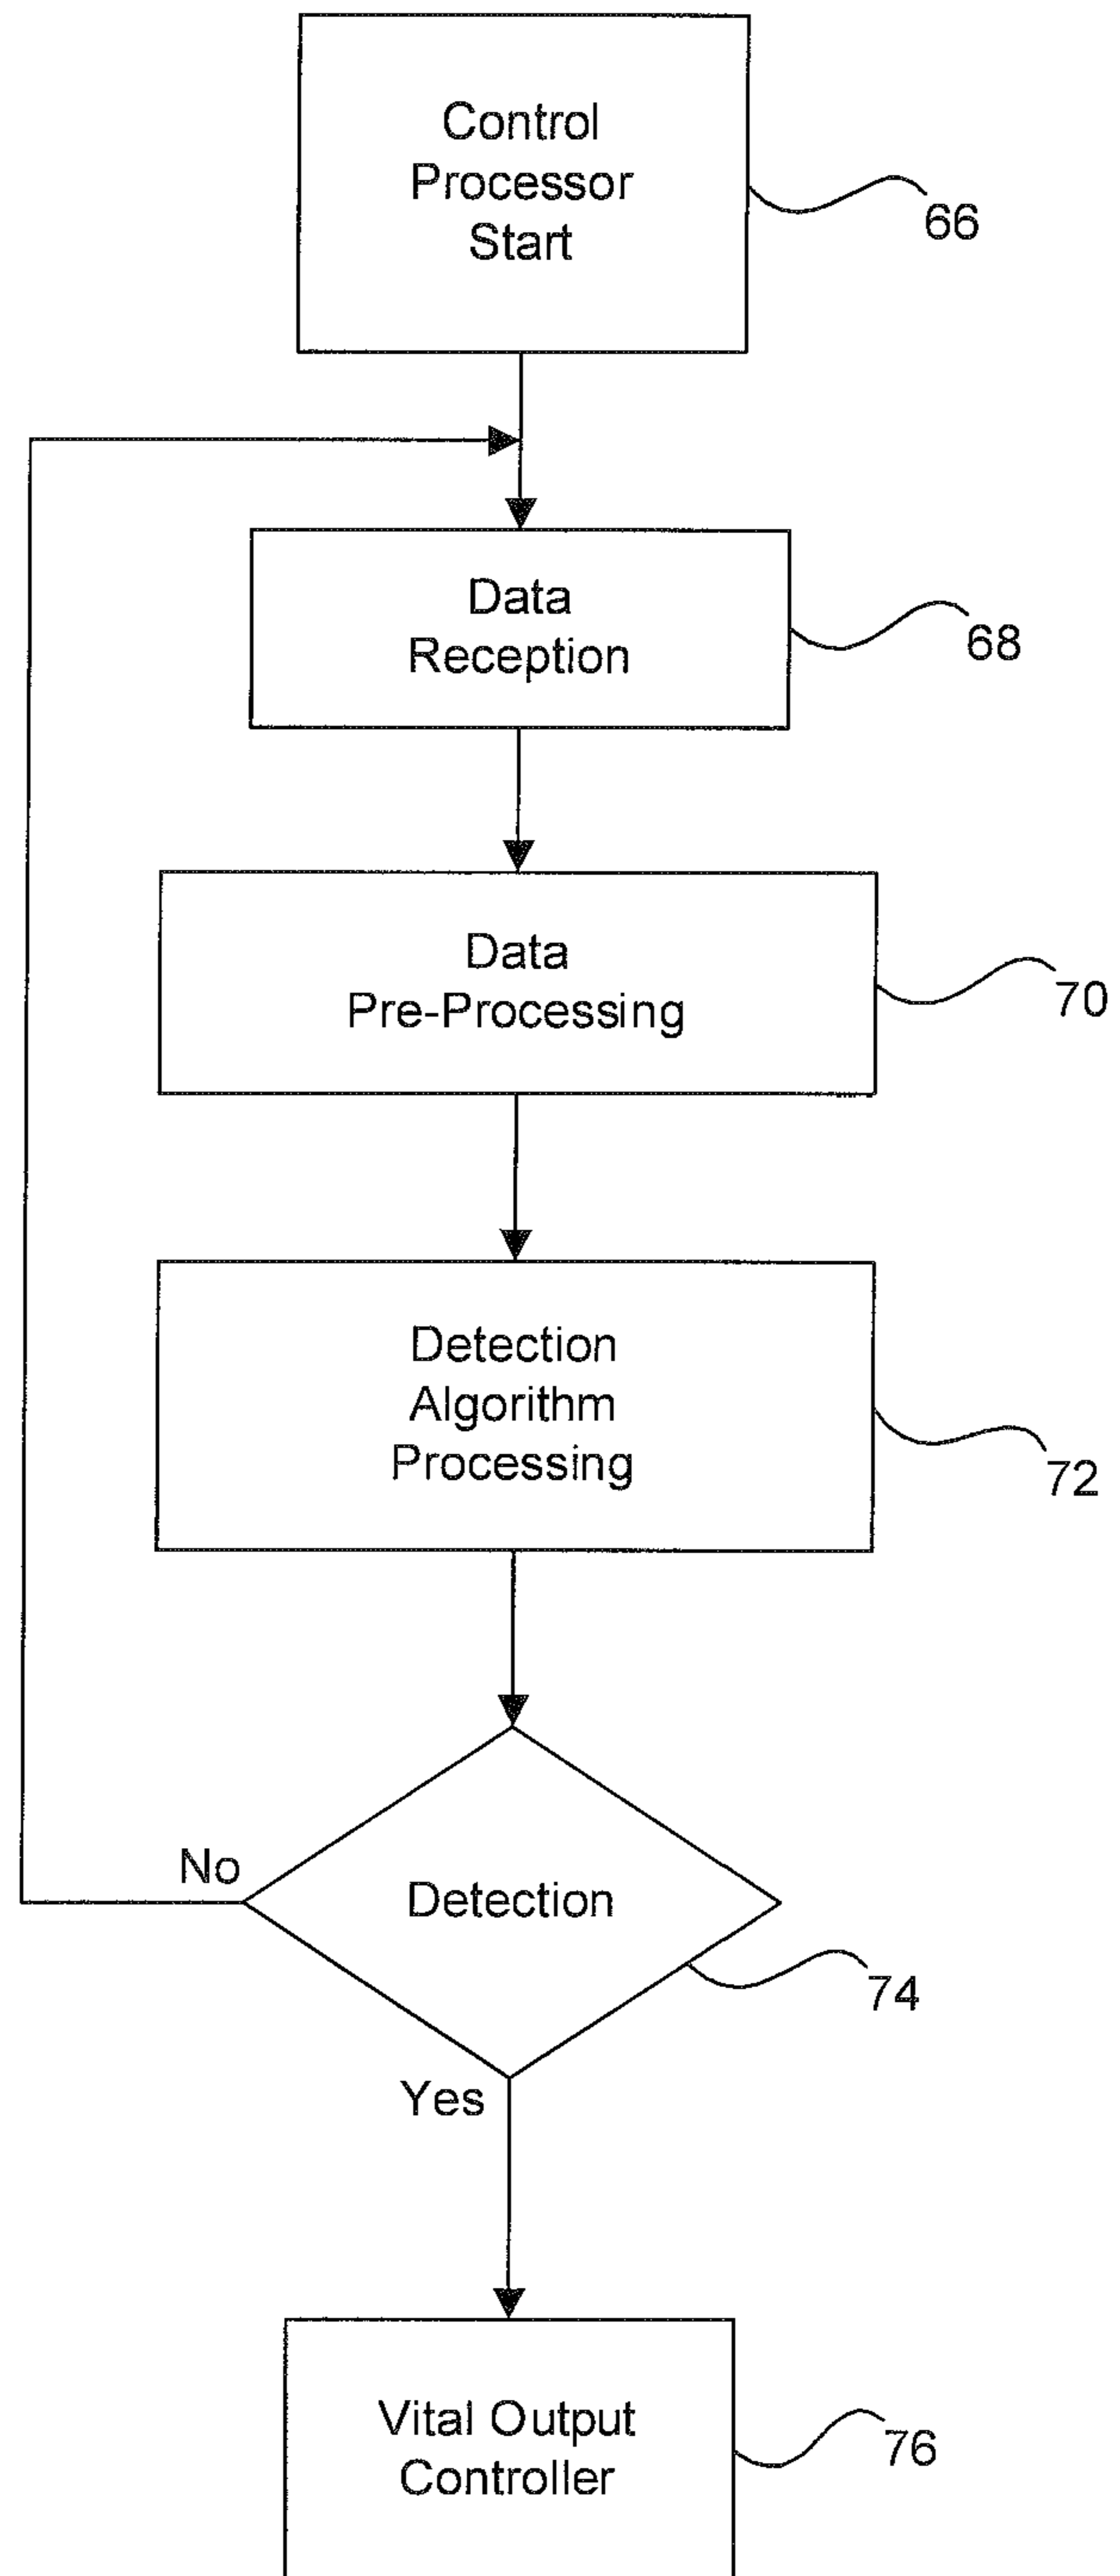 Control
Processor
Start
66
Data
Reception
68
Data
Pre-Processing
70
Detection
Algorithm
Processing
72
No
Detection
74
Yes
Vital Output
Controller
76